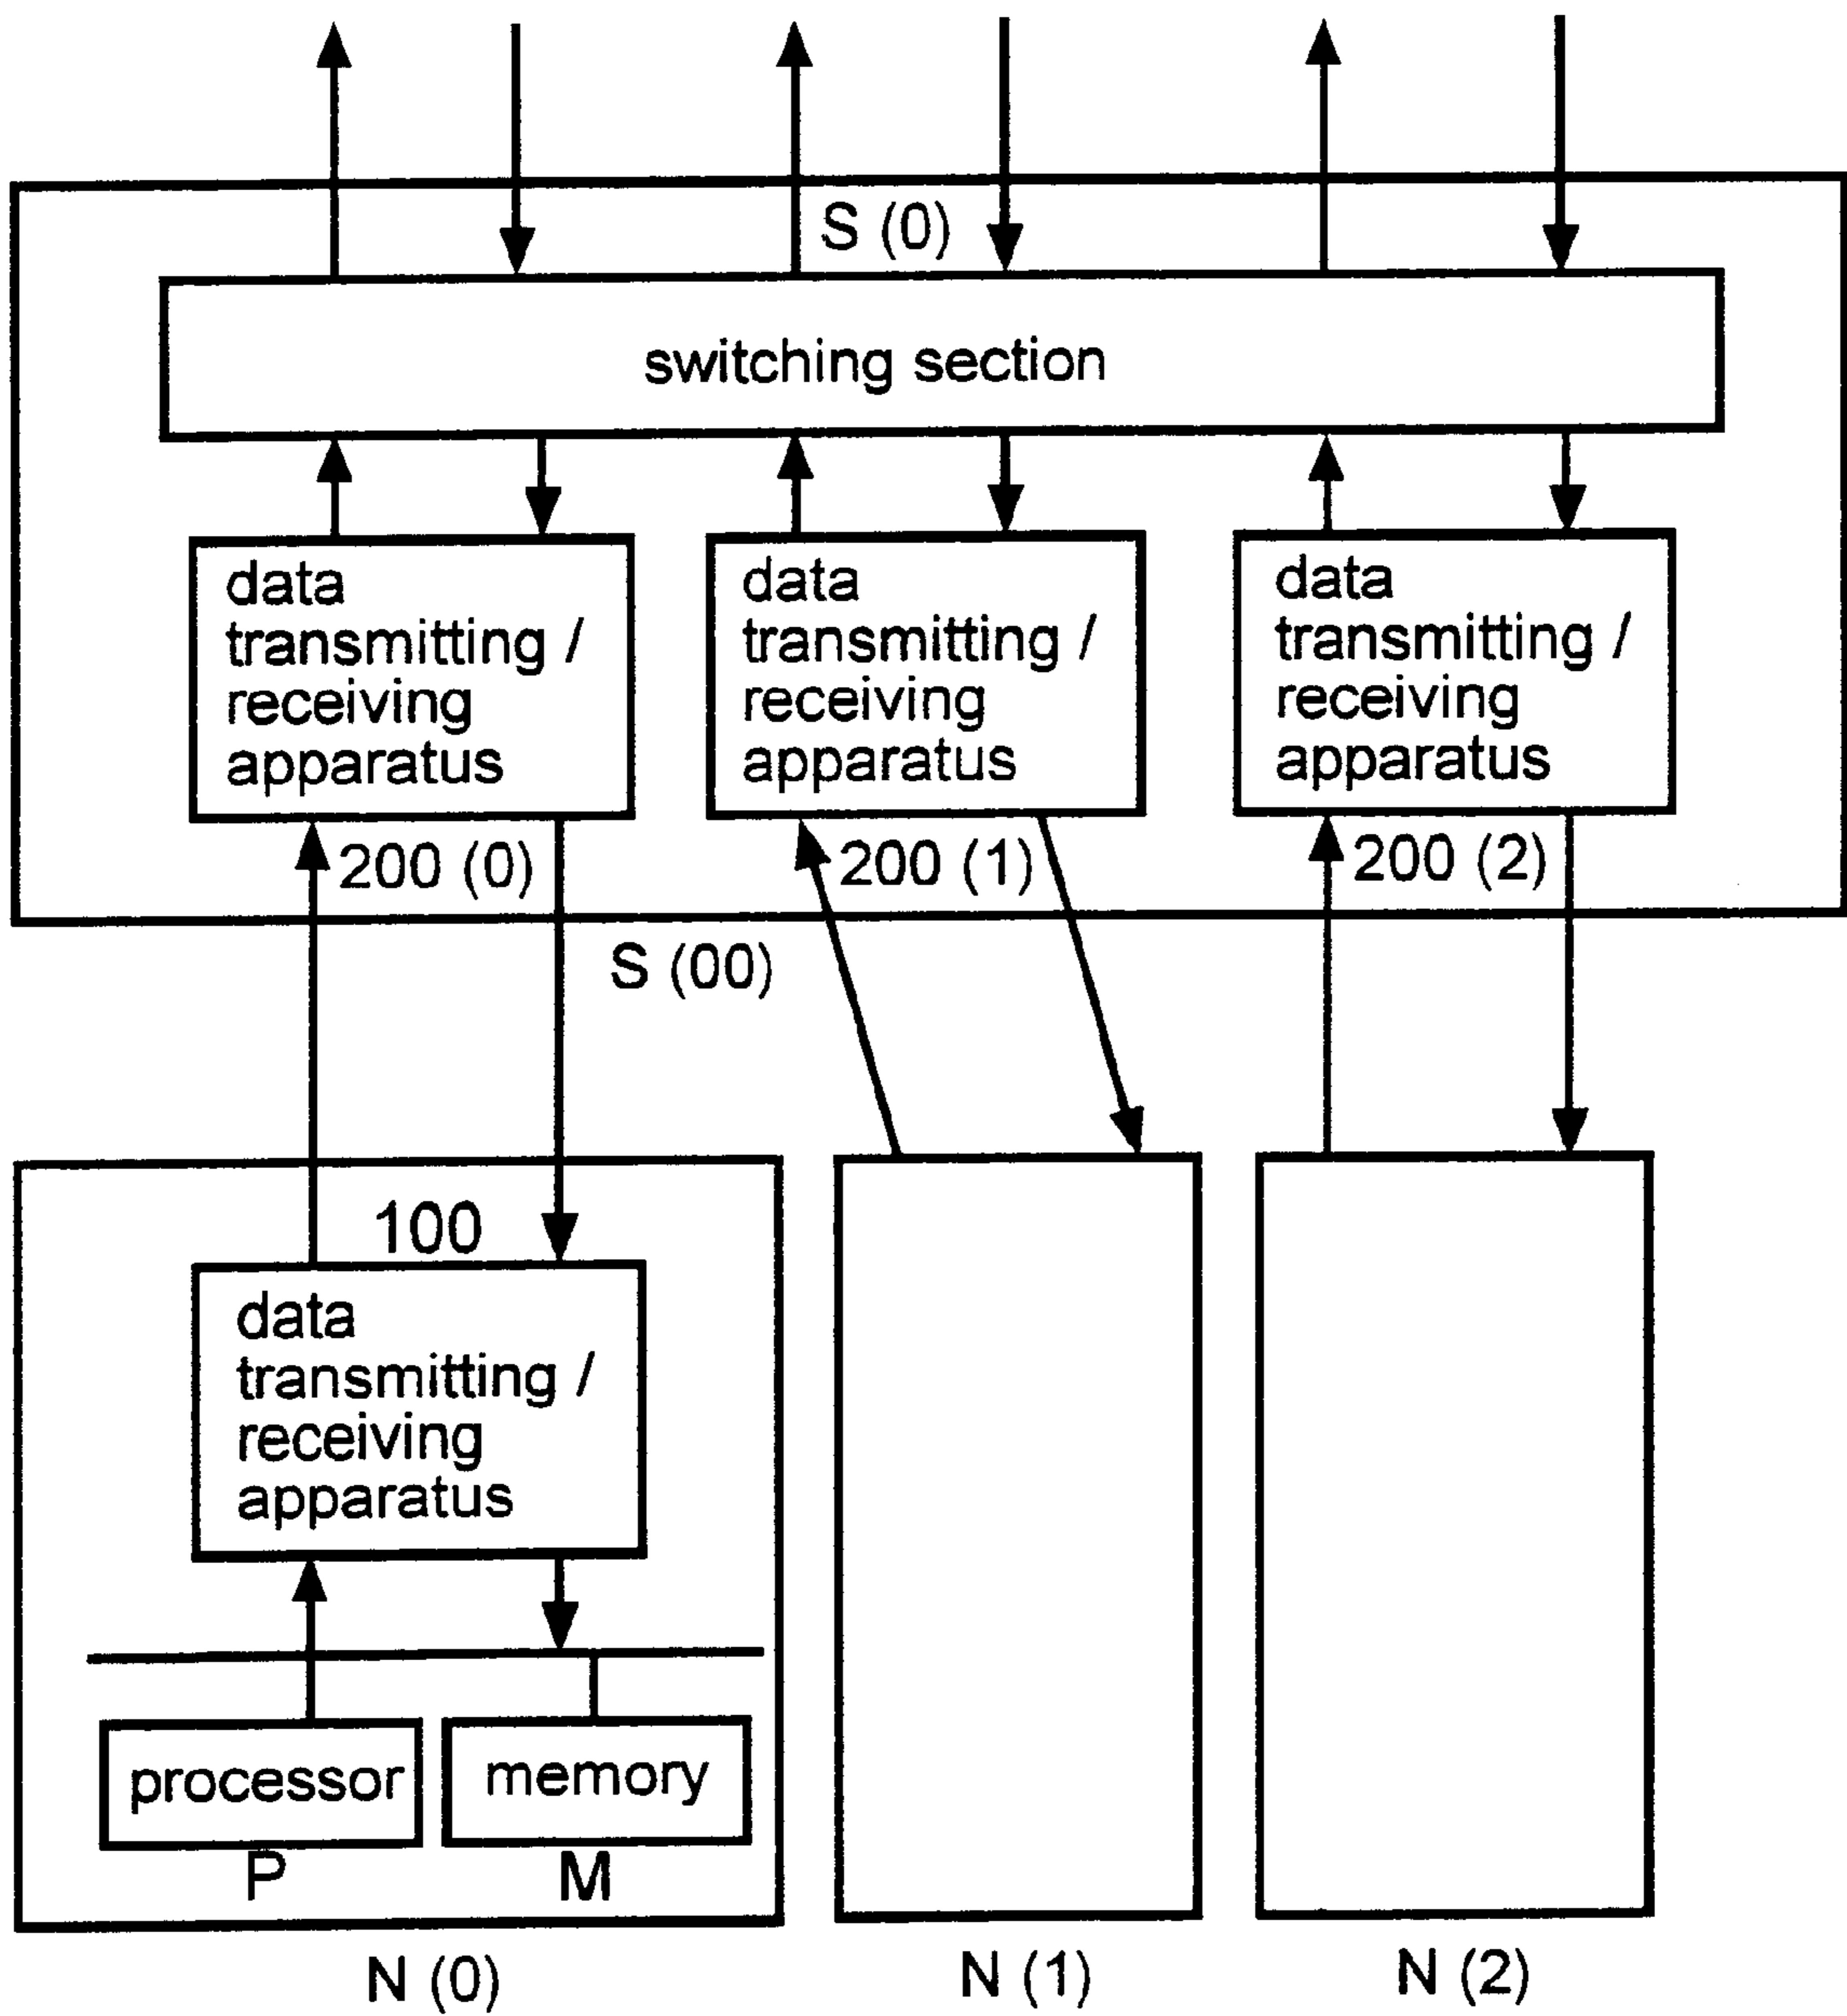 S (0)
switching section
data
transmitting /
receiving
apparatus
200 (0)
data
transmitting /
receiving
apparatus
200 (1)
data
transmitting /
receiving
apparatus
200 (2)
S (00)
100
data
transmitting /
receiving
apparatus
processor
P
memory
M
N (0)
N (1)
N (2)